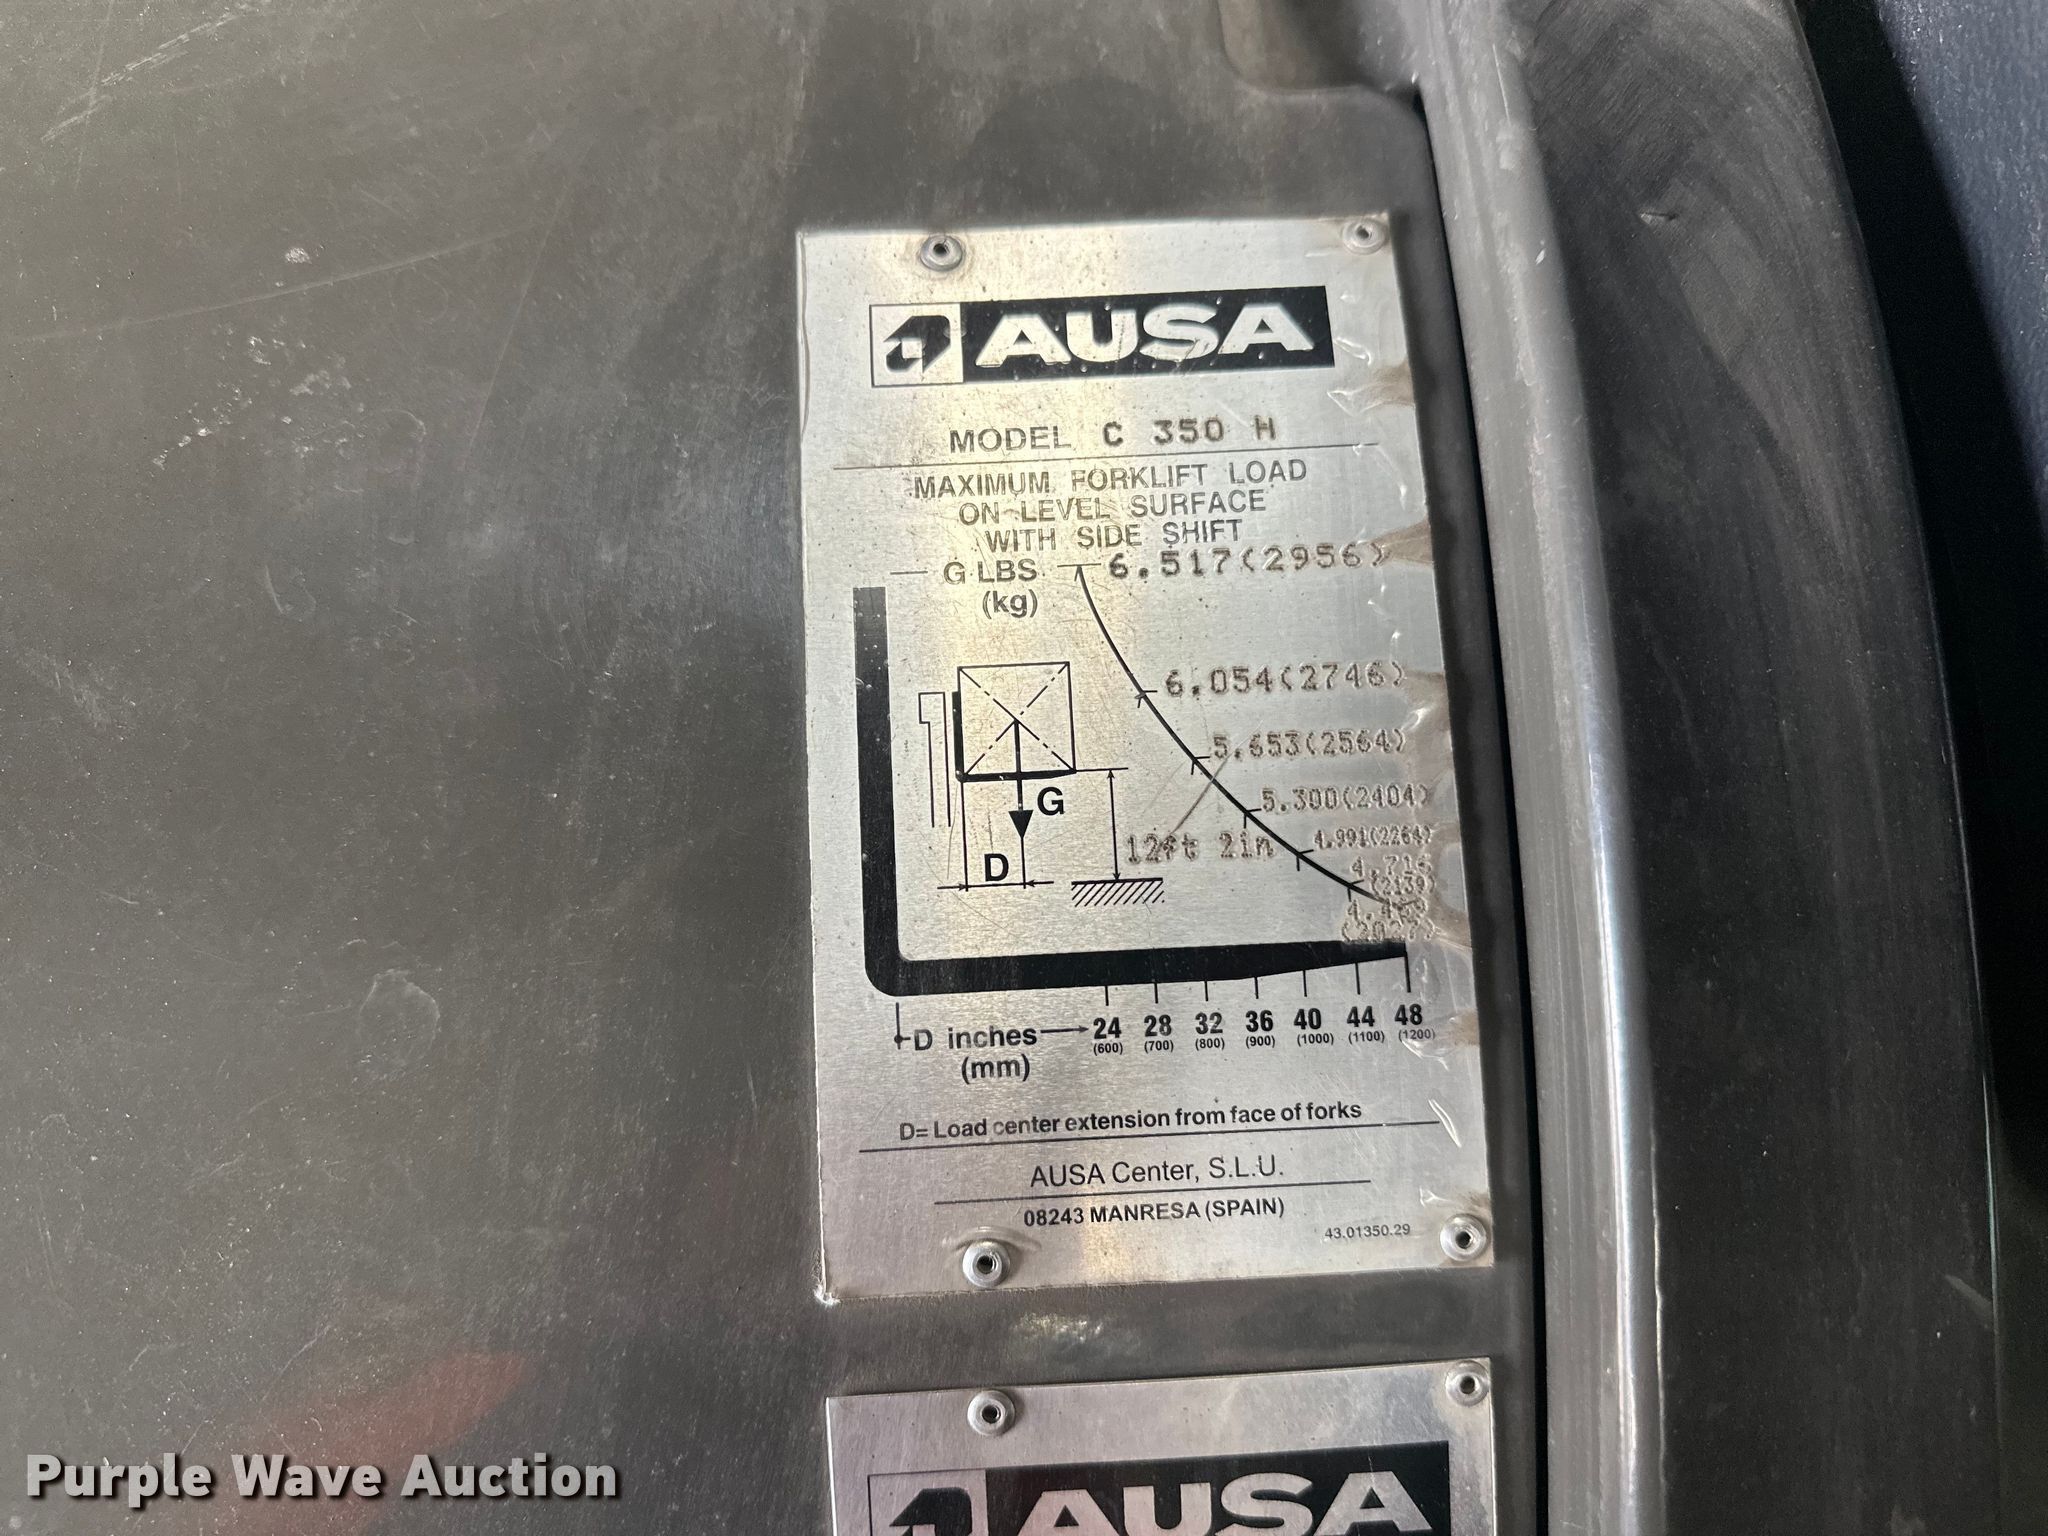 AUSA
MODEL C 350 H
MAXIMUM FORKLIFT LOAD
ON LEVEL SURFACE
WITH SIDE SHIFT
G LBS 6.517(2956)
(kg)
6.054(2746)
5.653(2564)
5.300(2404)
G
12ft 2in 4.991(2264)
4.716
D (2139)
(2027)
24 28 32 36 40 44 48
D inches (600) (700) (800) (900) (1000) (1100) (1200)
(mm)
D= Load center extension from face of forks
AUSA Center, S.L.U.
08243 MANRESA (SPAIN)
43.01350.29
AUSA
Purple Wave Auction